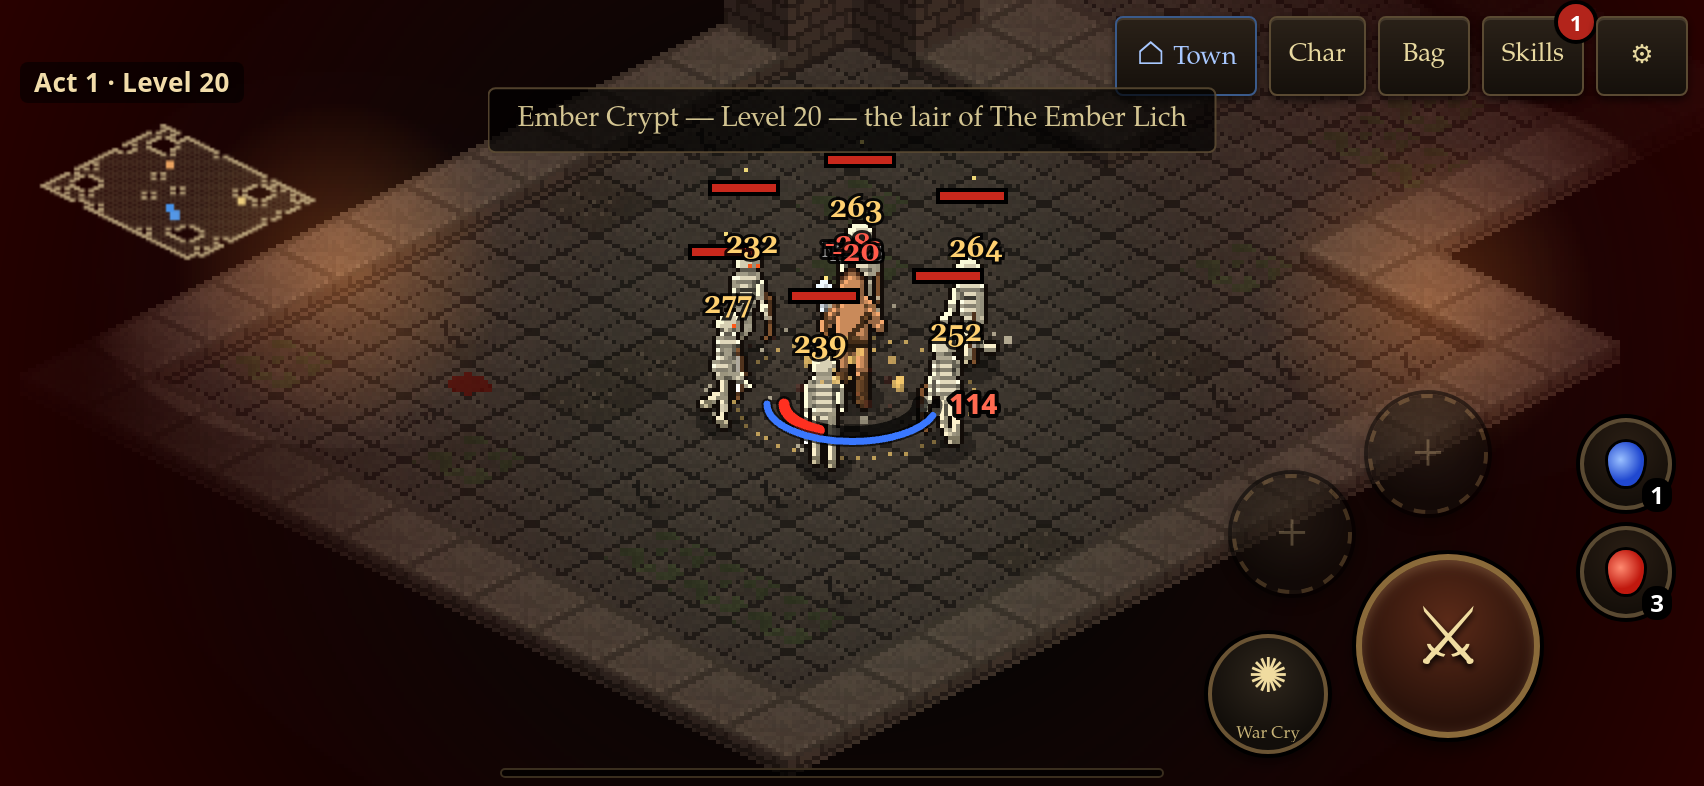 Town
Char
Bag
Skills
1
Act 1 · Level 20
Ember Crypt — Level 20 — the lair of The Ember Lich
263
232
-20
264
277
239
252
114
1
3
War Cry